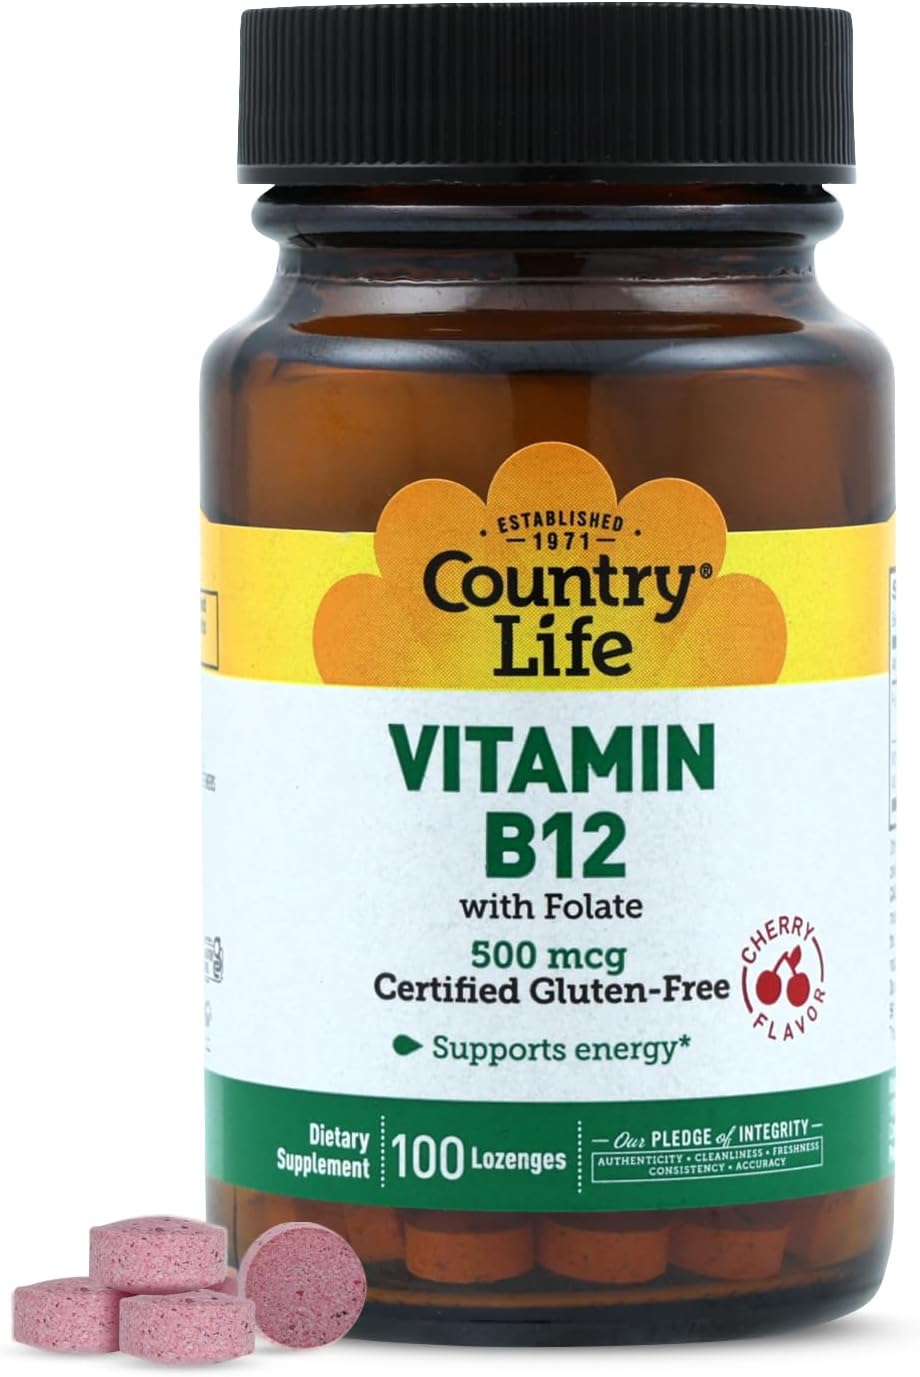 • ESTABLISHED •
— 1971 —
Country®
Life
VITAMIN
B12
with Folate
500 mcg
Certified Gluten-Free
CHERRY
FLAVOR
Supports energy*
Dietary
Supplement
100 Lozenges
— Our PLEDGE of INTEGRITY —
AUTHENTICITY • CLEANLINESS • FRESHNESS
CONSISTENCY • ACCURACY